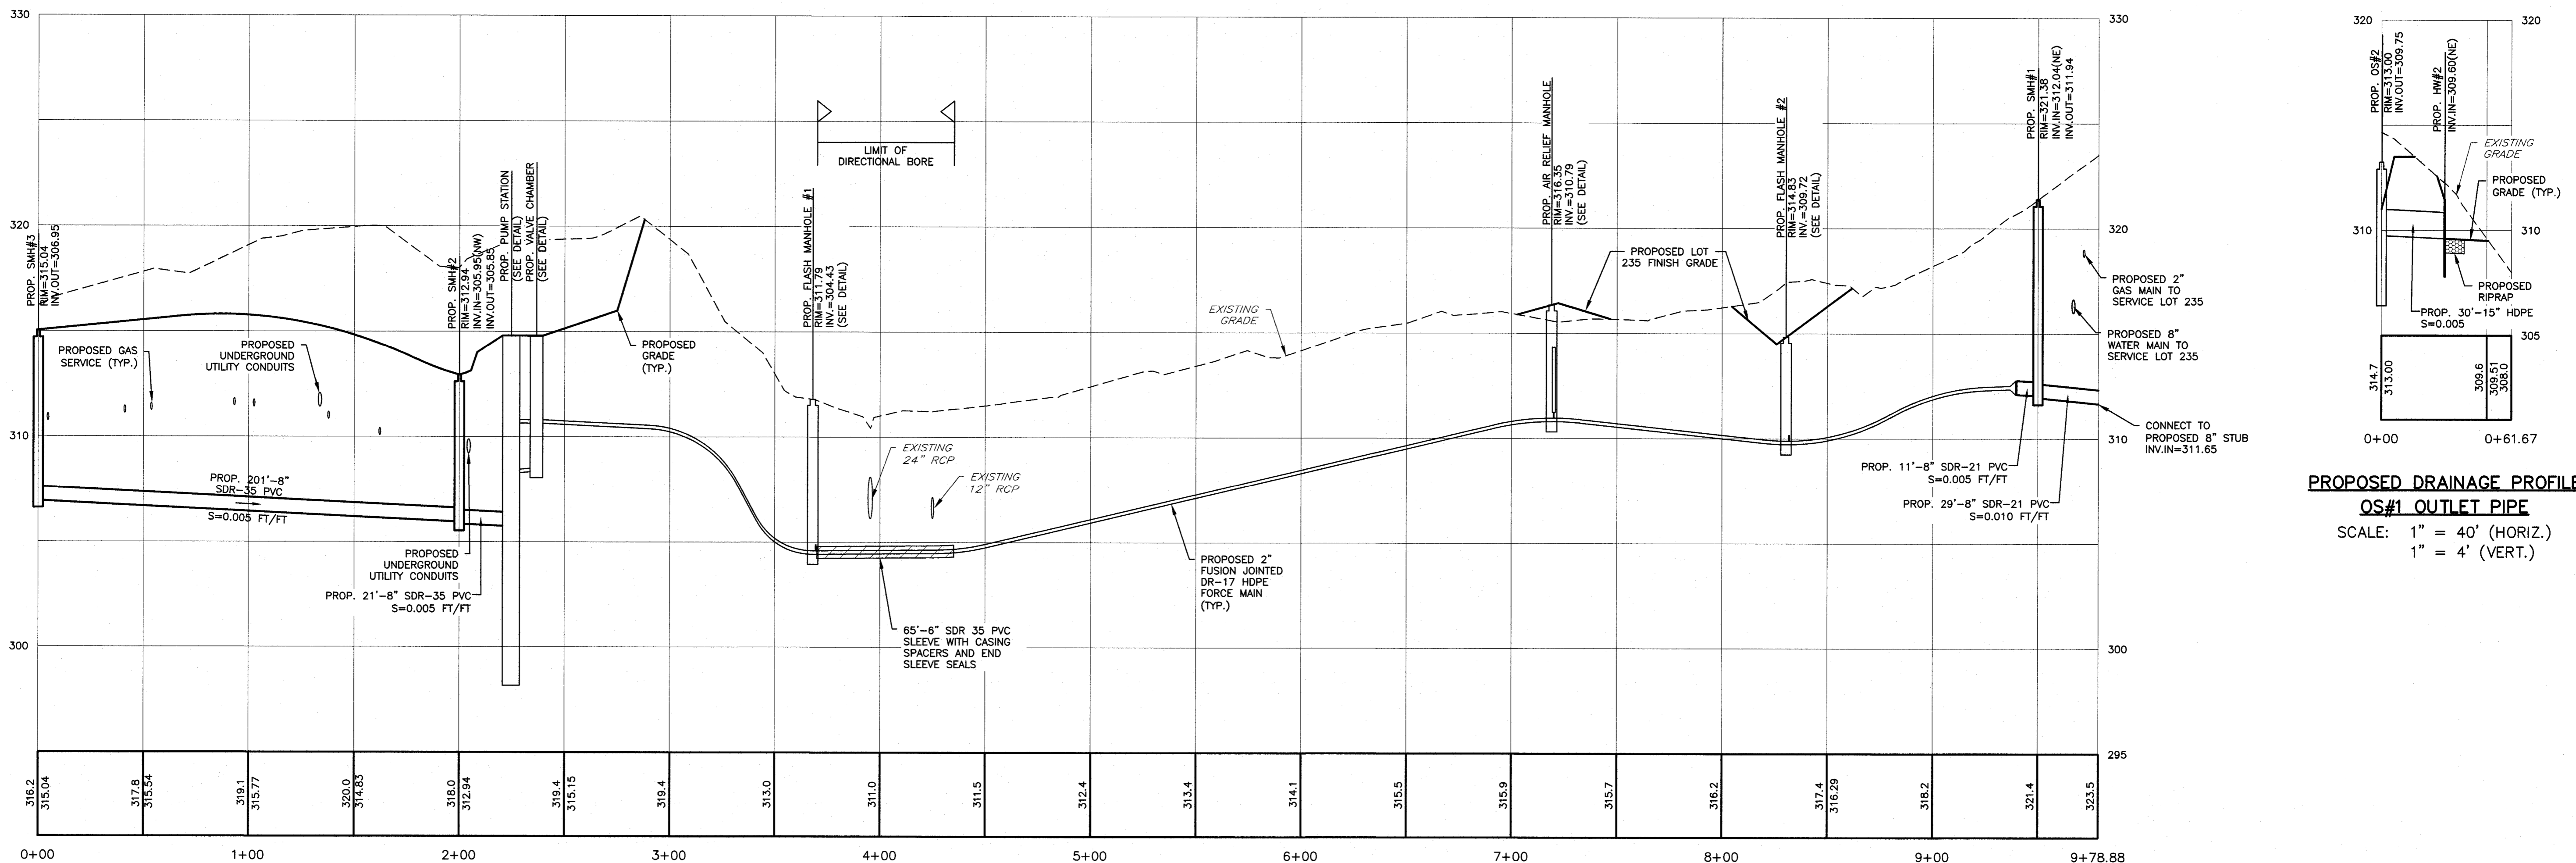 330
320
310
300
PROP. SMH#3
RIM=315.04
INV.OUT=306.95
PROPOSED GAS
SERVICE (TYP.)
PROPOSED
UNDERGROUND
UTILITY CONDUITS
PROP. 201'-8"
SDR-35 PVC
S=0.005 FT/FT
PROP. SMH#2
RIM=312.94
INV.IN=305.95(NW)
INV.OUT=305.85
PROP. PUMP STATION
(SEE DETAIL)
PROP. VALVE CHAMBER
(SEE DETAIL)
PROPOSED
UNDERGROUND
UTILITY CONDUITS
PROP. 21'-8" SDR-35 PVC
S=0.005 FT/FT
PROPOSED
GRADE
(TYP.)
LIMIT OF
DIRECTIONAL BORE
PROP. FLASH MANHOLE #1
RIM=311.79
INV.=304.43
(SEE DETAIL)
EXISTING
24" RCP
EXISTING
12" RCP
65'-6" SDR 35 PVC
SLEEVE WITH CASING
SPACERS AND END
SLEEVE SEALS
EXISTING
GRADE
PROPOSED 2"
FUSION JOINTED
DR-17 HDPE
FORCE MAIN
(TYP.)
PROP. AIR RELIEF MANHOLE
RIM=316.35
INV.=310.79
(SEE DETAIL)
PROPOSED LOT
235 FINISH GRADE
PROP. FLASH MANHOLE #2
RIM=314.83
INV.=309.72
(SEE DETAIL)
PROP. SMH#1
RIM=321.38
INV.IN=312.04(NE)
INV.OUT=311.94
PROP. 11'-8" SDR-21 PVC
S=0.005 FT/FT
PROP. 29'-8" SDR-21 PVC
S=0.010 FT/FT
330
320
310
300
295
PROPOSED 2"
GAS MAIN TO
SERVICE LOT 235
PROPOSED 8"
WATER MAIN TO
SERVICE LOT 235
CONNECT TO
PROPOSED 8" STUB
INV.IN=311.65
316.2
315.04
317.8
315.54
319.1
315.77
320.0
314.83
318.0
312.94
319.4
315.15
319.4
313.0
311.0
311.5
312.4
313.4
314.1
315.5
315.9
315.7
316.2
317.4
316.29
318.2
321.4
323.5
0+00
1+00
2+00
3+00
4+00
5+00
6+00
7+00
8+00
9+00
9+78.88
320
320
310
310
305
PROP. OS#2
RIM=313.00
INV.OUT=309.75
PROP. HW#2
INV.IN=309.60(NE)
EXISTING
GRADE
PROPOSED
GRADE (TYP.)
PROPOSED
RIPRAP
PROP. 30'-15" HDPE
S=0.005
314.7
313.00
309.6
309.51
308.0
0+00
0+61.67
PROPOSED DRAINAGE PROFILE
OS#1 OUTLET PIPE
SCALE: 1" = 40' (HORIZ.)
1" = 4' (VERT.)